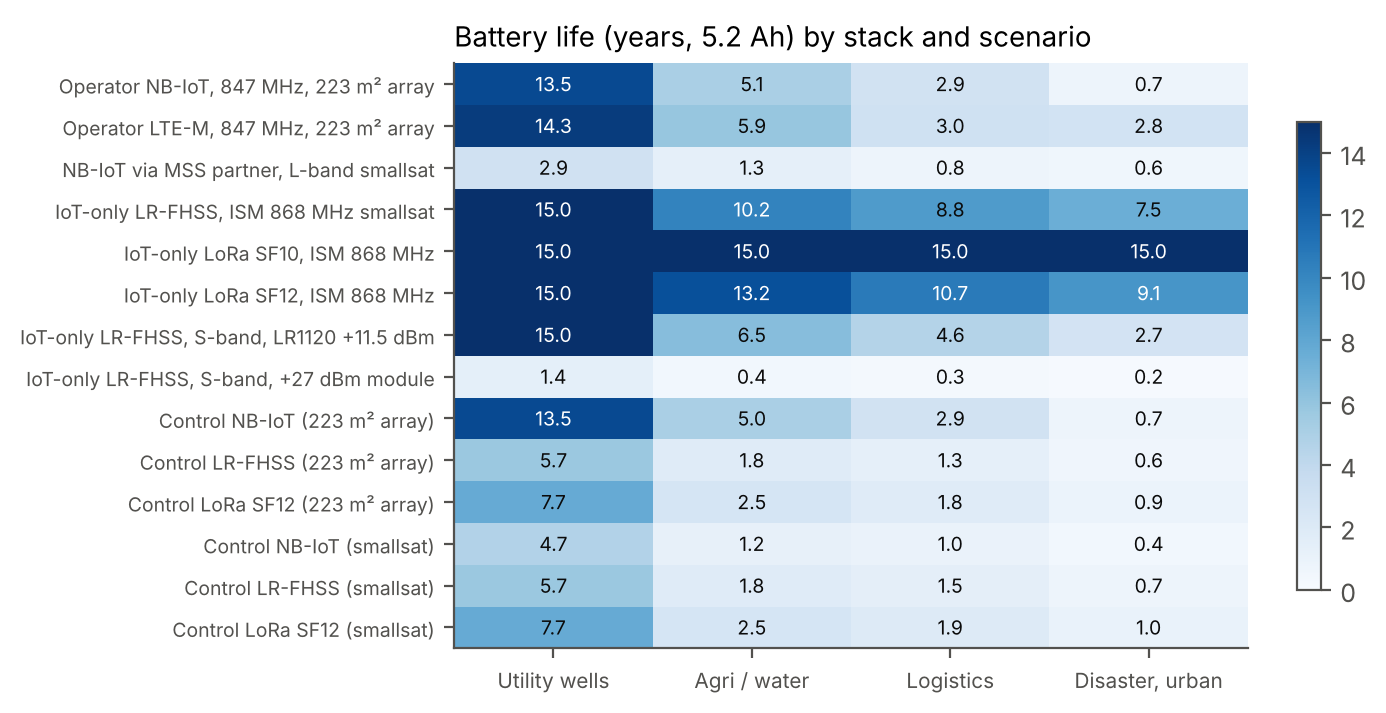 Battery life (years, 5.2 Ah) by stack and scenario
Operator NB-IoT, 847 MHz, 223 m² array 13.5 5.1 2.9 0.7
Operator LTE-M, 847 MHz, 223 m² array 14.3 5.9 3.0 2.8
NB-IoT via MSS partner, L-band smallsat 2.9 1.3 0.8 0.6
IoT-only LR-FHSS, ISM 868 MHz smallsat 15.0 10.2 8.8 7.5
IoT-only LoRa SF10, ISM 868 MHz 15.0 15.0 15.0 15.0
IoT-only LoRa SF12, ISM 868 MHz 15.0 13.2 10.7 9.1
IoT-only LR-FHSS, S-band, LR1120 +11.5 dBm 15.0 6.5 4.6 2.7
IoT-only LR-FHSS, S-band, +27 dBm module 1.4 0.4 0.3 0.2
Control NB-IoT (223 m² array) 13.5 5.0 2.9 0.7
Control LR-FHSS (223 m² array) 5.7 1.8 1.3 0.6
Control LoRa SF12 (223 m² array) 7.7 2.5 1.8 0.9
Control NB-IoT (smallsat) 4.7 1.2 1.0 0.4
Control LR-FHSS (smallsat) 5.7 1.8 1.5 0.7
Control LoRa SF12 (smallsat) 7.7 2.5 1.9 1.0
Utility wells Agri / water Logistics Disaster, urban
14
12
10
8
6
4
2
0